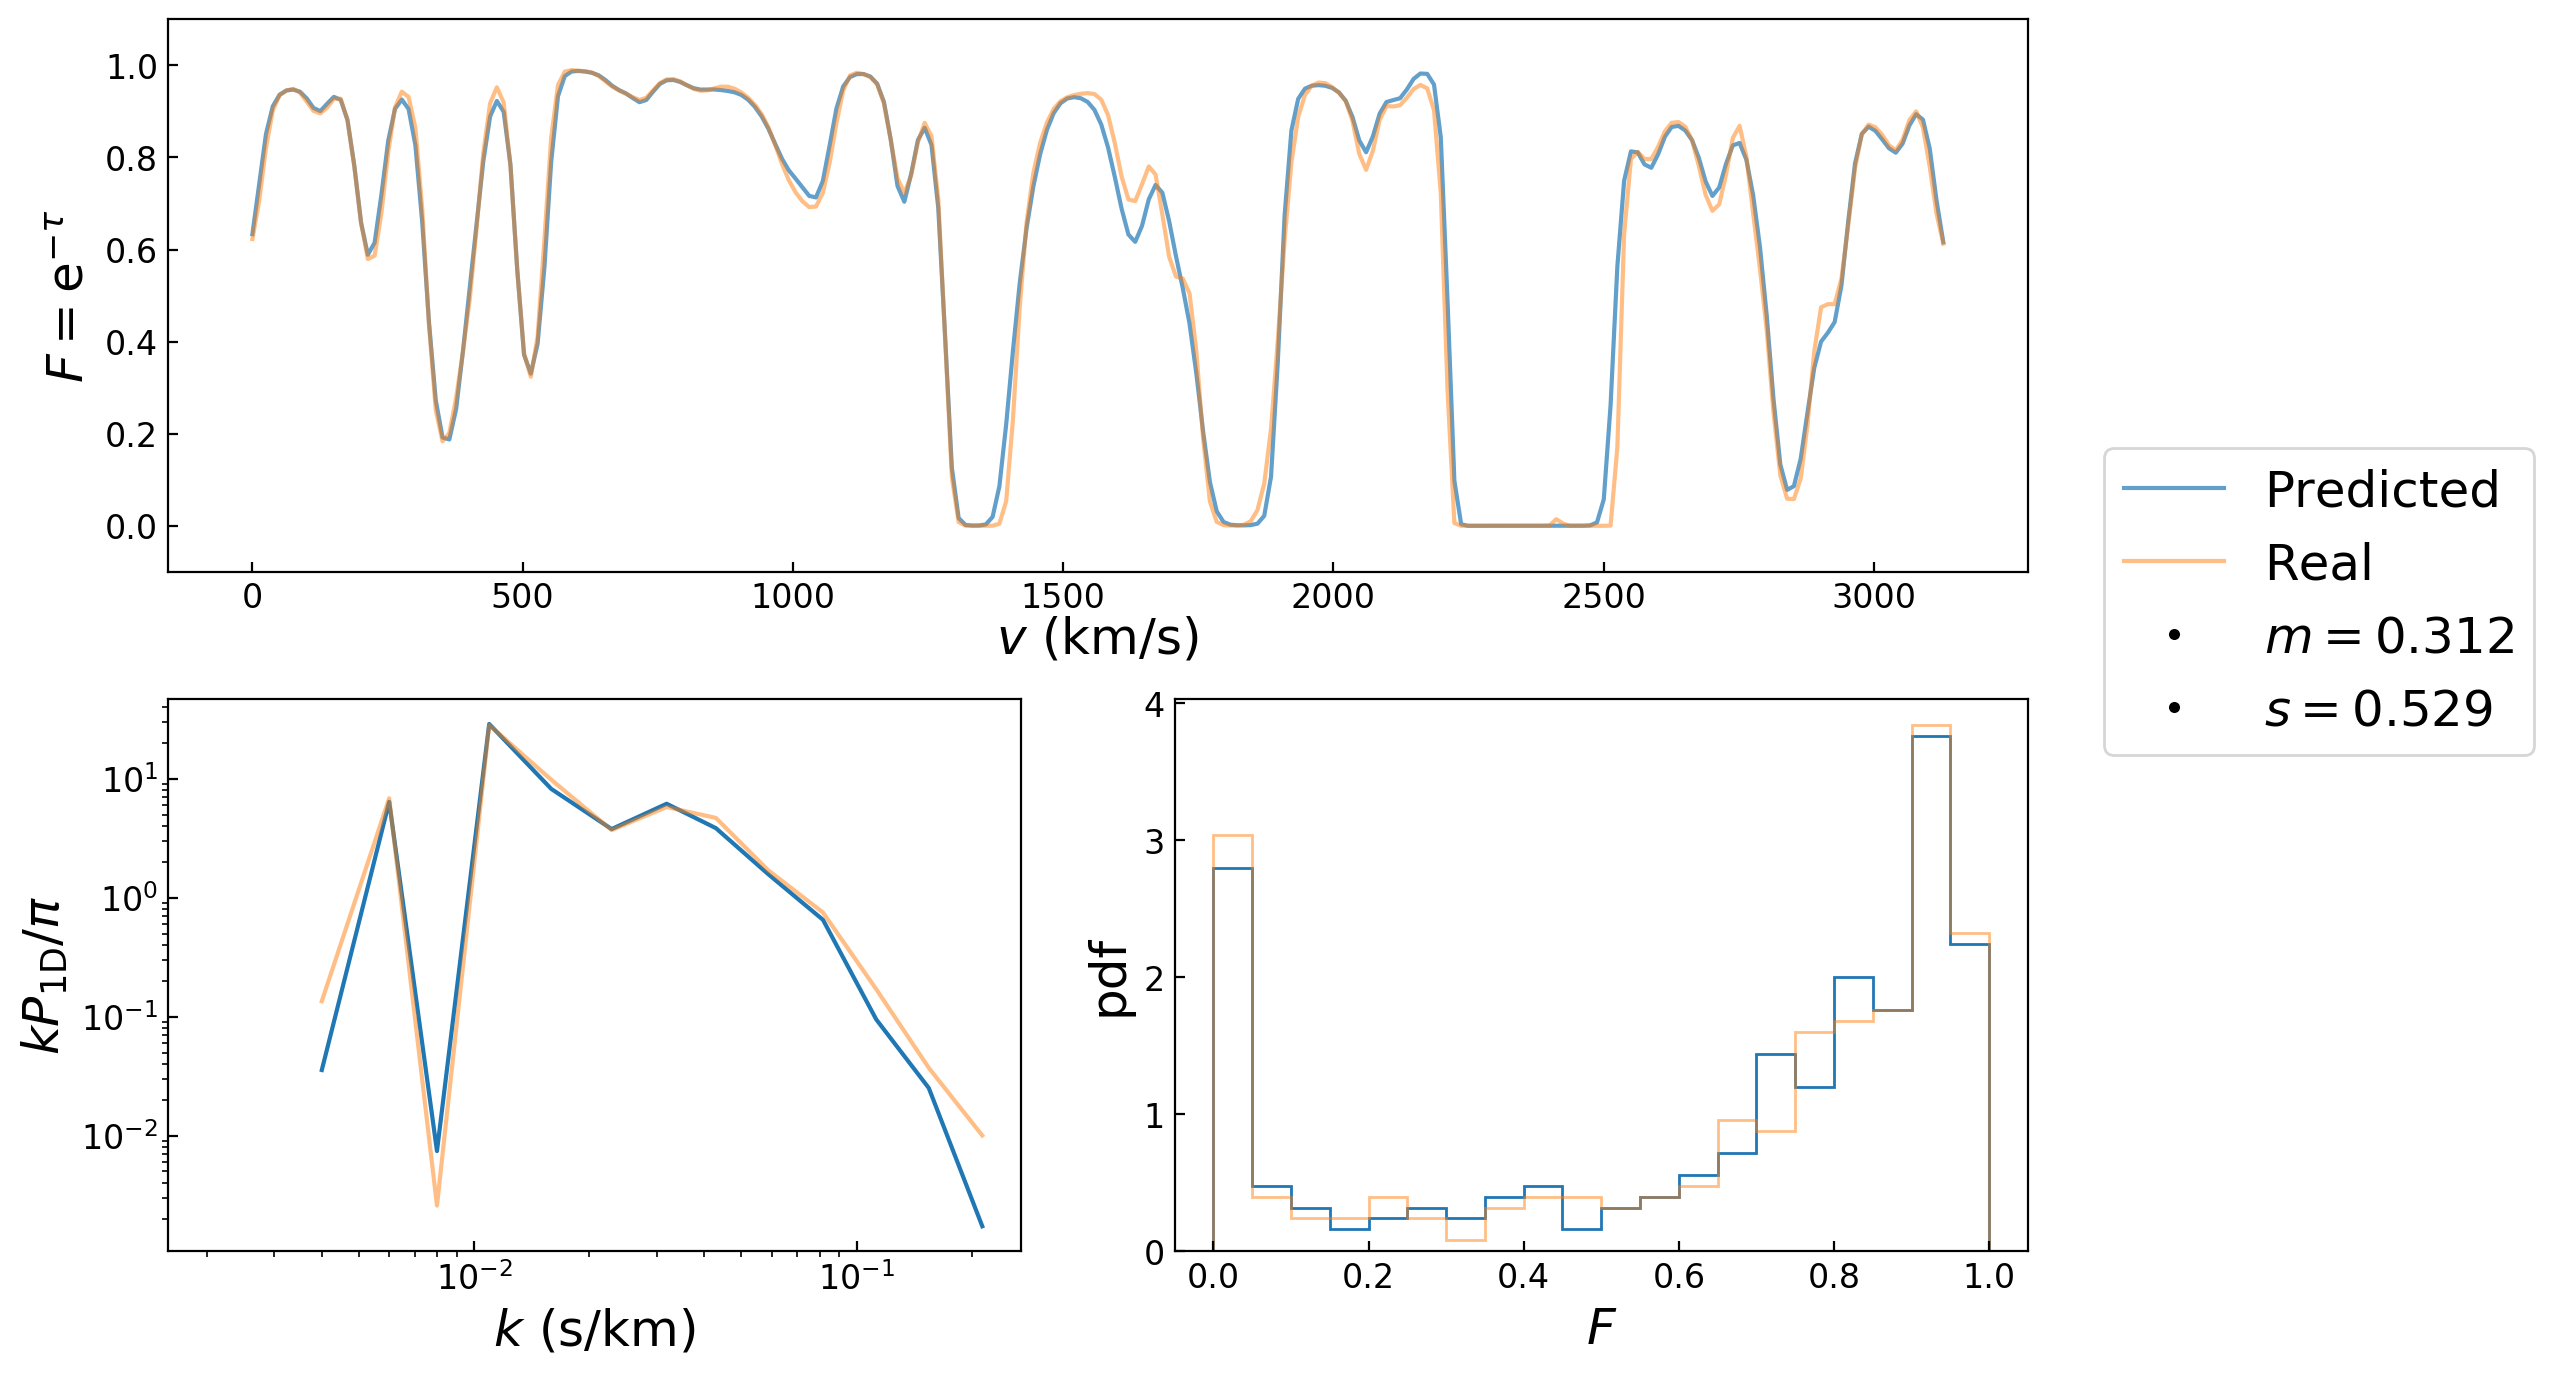 1.0
0.8
0.6
0.4
0.2
0.0
F = e^{−τ}
0 500 1000 1500 2000 2500 3000
v (km/s)
Predicted
Real
m = 0.312
s = 0.529
10^1
10^0
10^{−1}
10^{−2}
kP_{1D}/π
10^{−2} 10^{−1}
k (s/km)
4
3
2
1
0
pdf
0.0 0.2 0.4 0.6 0.8 1.0
F